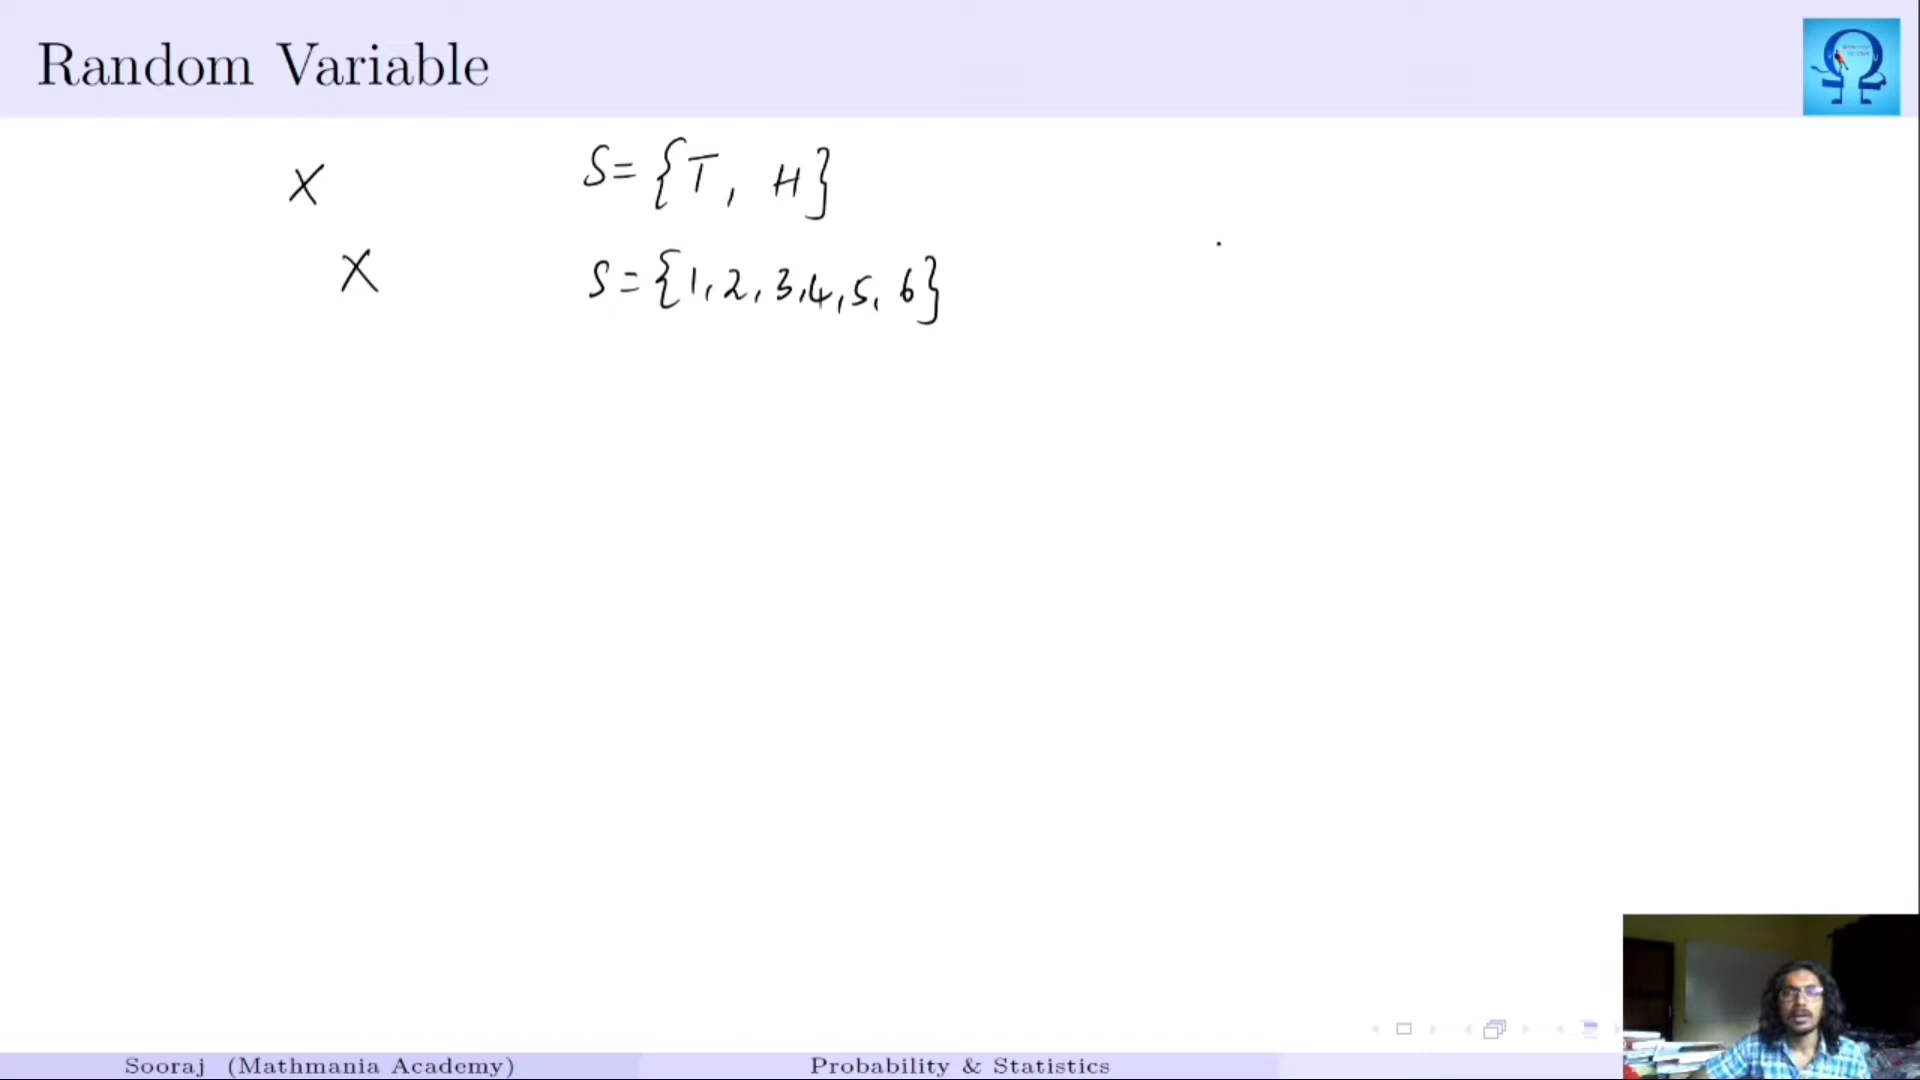 Random Variable
X S={T, H}
X S={1,2,3,4,5,6}
Sooraj (Mathmania Academy) Probability & Statistics